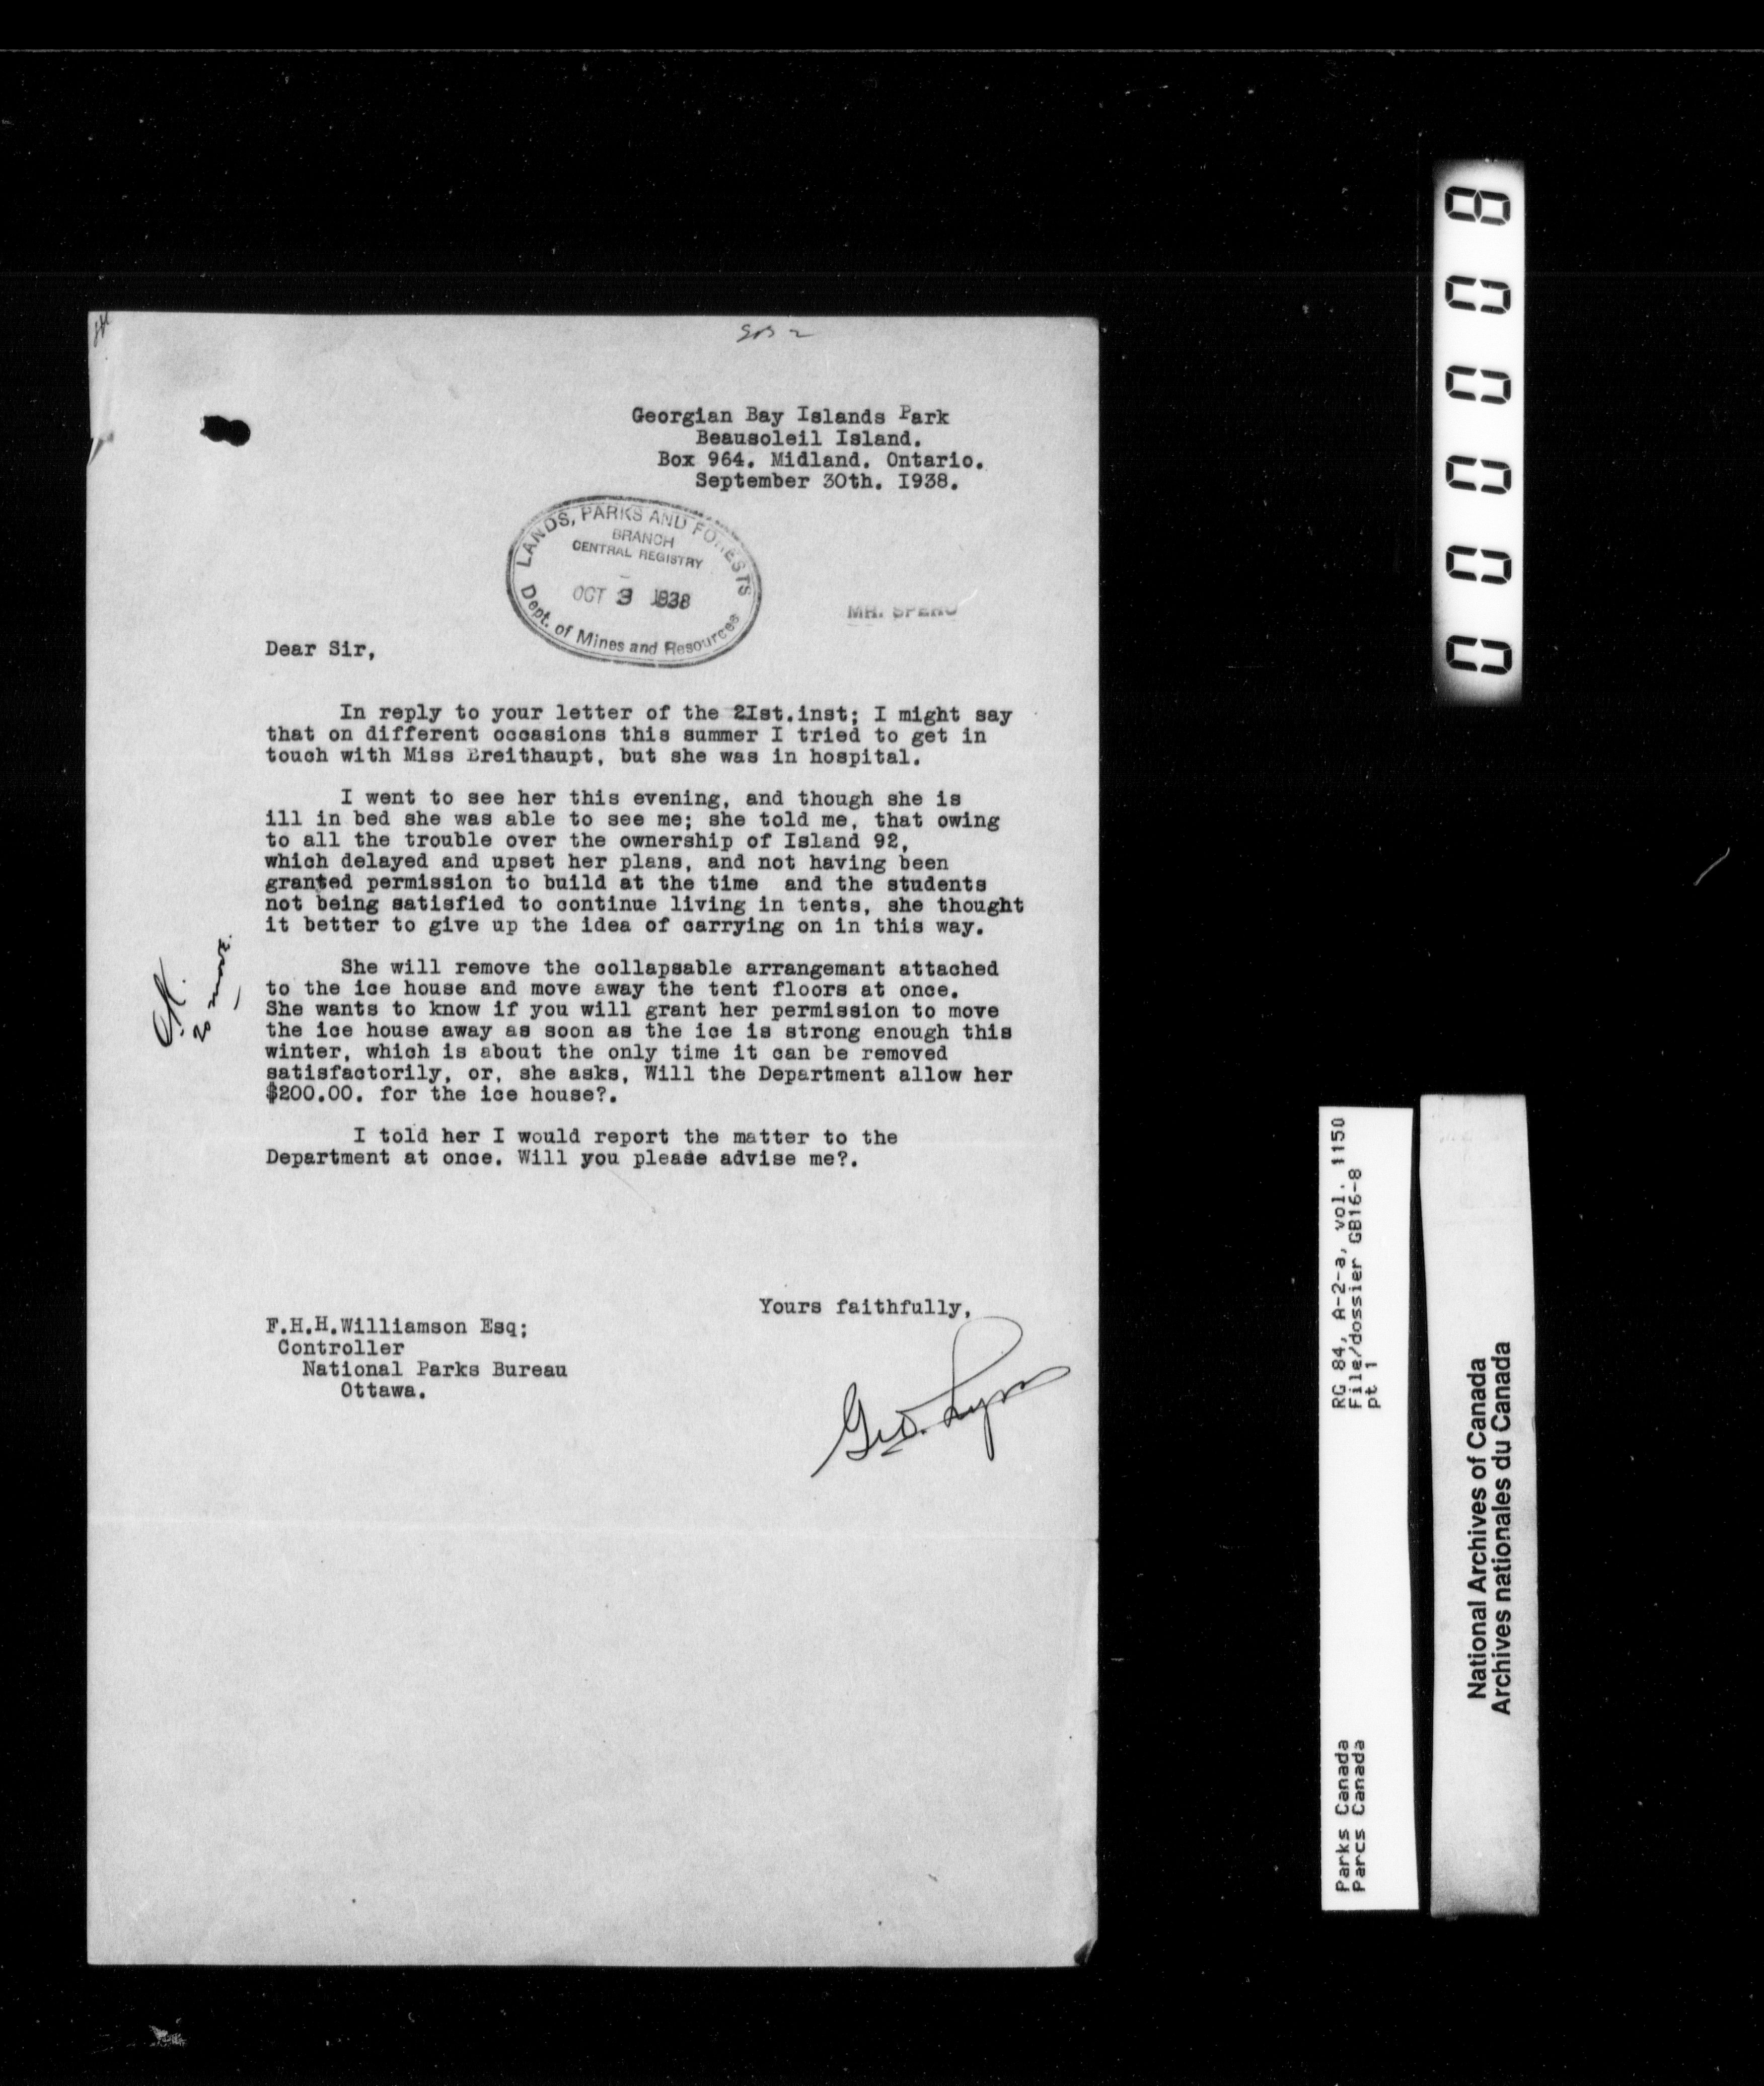 Georgian Bay Islands Park
Beausoleil Island.
Box 964. Midland. Ontario.
September 30th. I938.
LANDS, PARKS AND FORESTS
BRANCH
CENTRAL REGISTRY
OCT 3 1938
Dept. of Mines and Resources
MR. SPERO
Dear Sir,
In reply to your letter of the 2Ist.inst; I might say
that on different occasions this summer I tried to get in
touch with Miss Breithaupt, but she was in hospital.
I went to see her this evening, and though she is
ill in bed she was able to see me; she told me, that owing
to all the trouble over the ownership of Island 92,
which delayed and upset her plans, and not having been
granted permission to build at the time and the students
not being satisfied to continue living in tents, she thought
it better to give up the idea of carrying on in this way.
She will remove the collapsable arrangemant attached
to the ice house and move away the tent floors at once.
She wants to know if you will grant her permission to move
the ice house away as soon as the ice is strong enough this
winter, which is about the only time it can be removed
satisfactorily, or, she asks, Will the Department allow her
$200.00. for the ice house?.
I told her I would report the matter to the
Department at once. Will you please advise me?.
Yours faithfully,
F.H.H.Williamson Esq;
Controller
National Parks Bureau
Ottawa.
Geo. Lynn
000008
RG 84, A-2-a, vol. 1150
File/dossier GB16-8
pt 1
Parks Canada
Parcs Canada
National Archives of Canada
Archives nationales du Canada